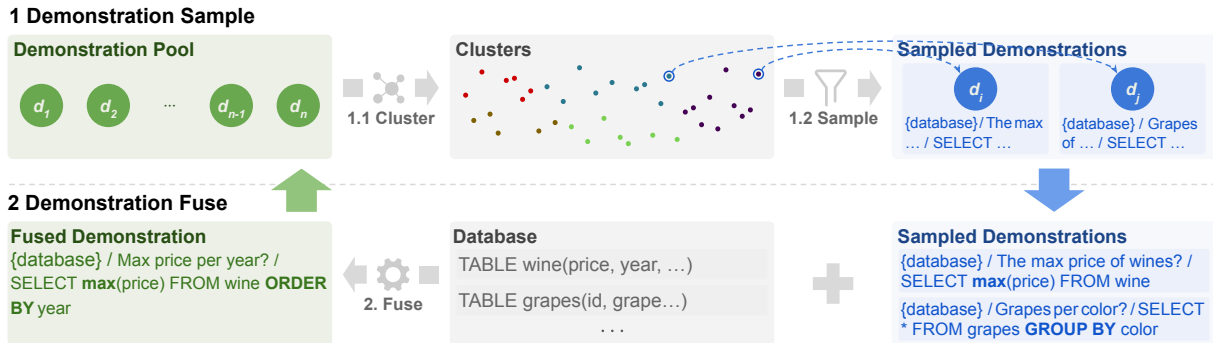 1 Demonstration Sample
Demonstration Pool
d1
d2
...
dn-1
dn
1.1 Cluster
Clusters
1.2 Sample
Sampled Demonstrations
di
{database} / The max
... / SELECT ...
dj
{database} / Grapes
of ... / SELECT ...
2 Demonstration Fuse
Fused Demonstration
{database} / Max price per year? /
SELECT max(price) FROM wine ORDER
BY year
2. Fuse
Database
TABLE wine(price, year, ...)
TABLE grapes(id, grape...)
...
Sampled Demonstrations
{database} / The max price of wines? /
SELECT max(price) FROM wine
{database} / Grapes per color? / SELECT
* FROM grapes GROUP BY color